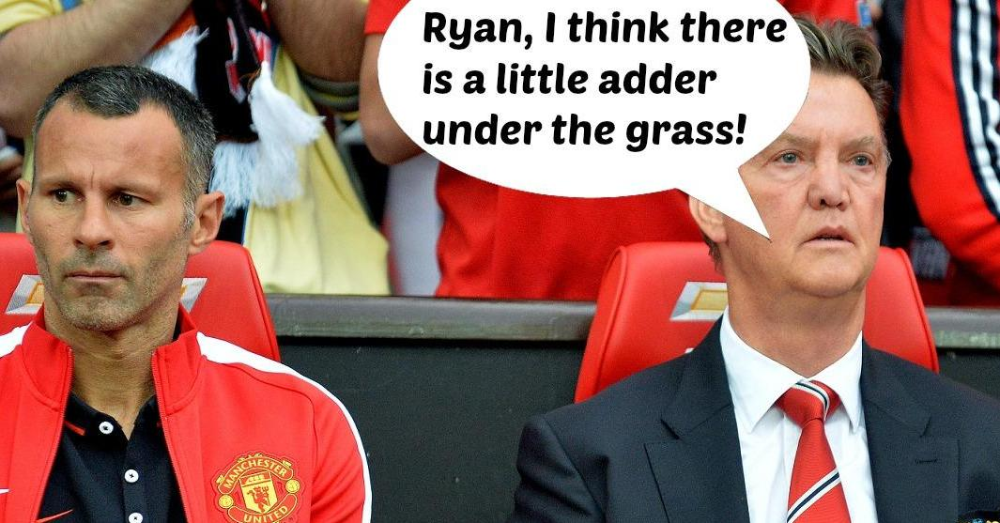 Ryan, I think there
is a little adder
under the grass!
MANCHESTER
UNITED